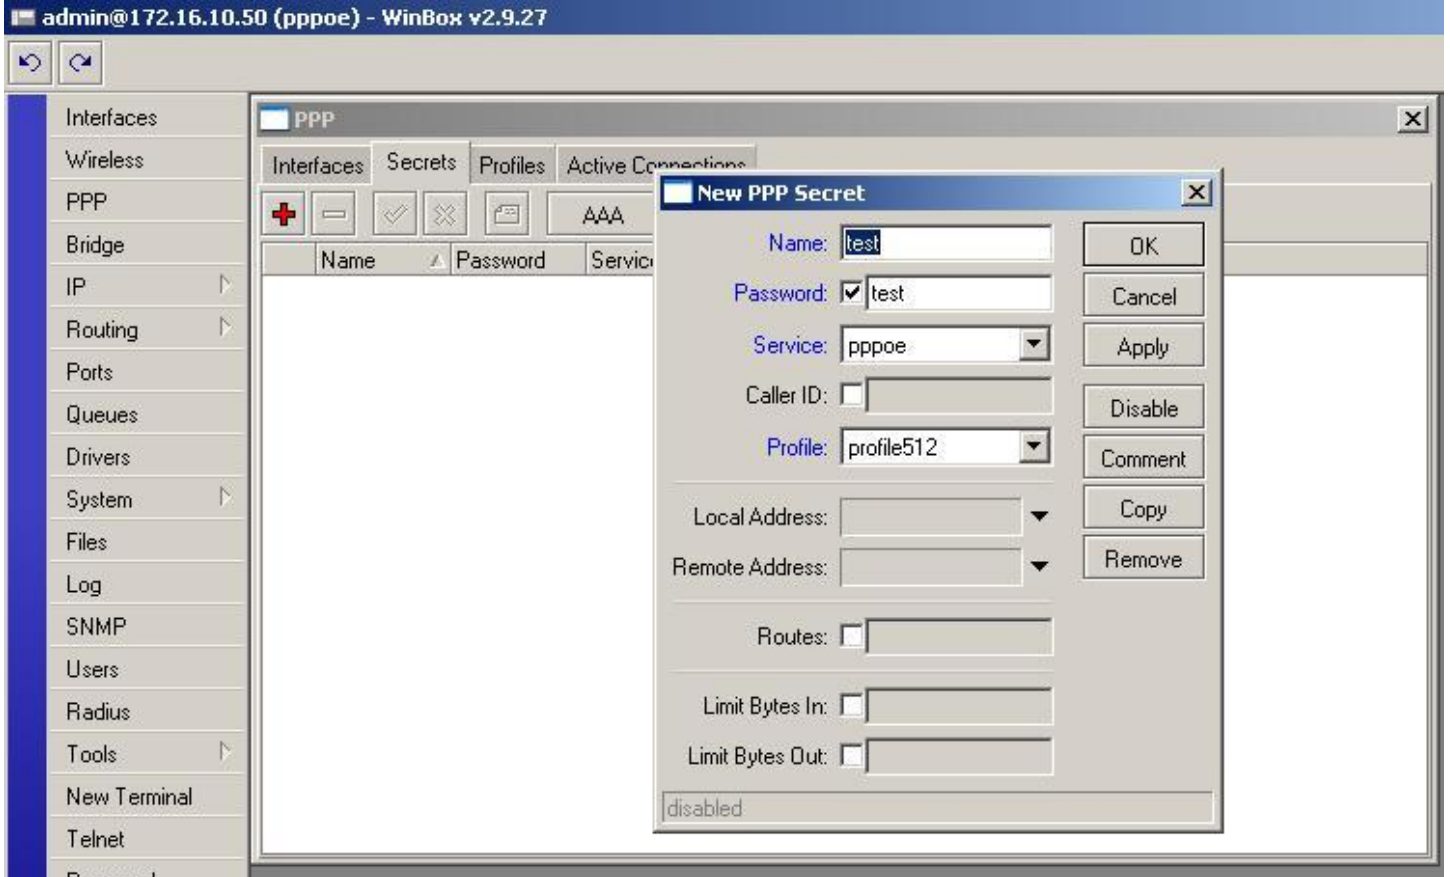 admin@172.16.10.50 (pppoe) - WinBox v2.9.27
Interfaces
Wireless
PPP
Bridge
IP
Routing
Ports
Queues
Drivers
System
Files
Log
SNMP
Users
Radius
Tools
New Terminal
Telnet
PPP
Interfaces Secrets Profiles Active Connections
AAA
Name Password Service
New PPP Secret
Name: test
Password: test
Service: pppoe
Caller ID:
Profile: profile512
Local Address:
Remote Address:
Routes:
Limit Bytes In:
Limit Bytes Out:
OK
Cancel
Apply
Disable
Comment
Copy
Remove
disabled